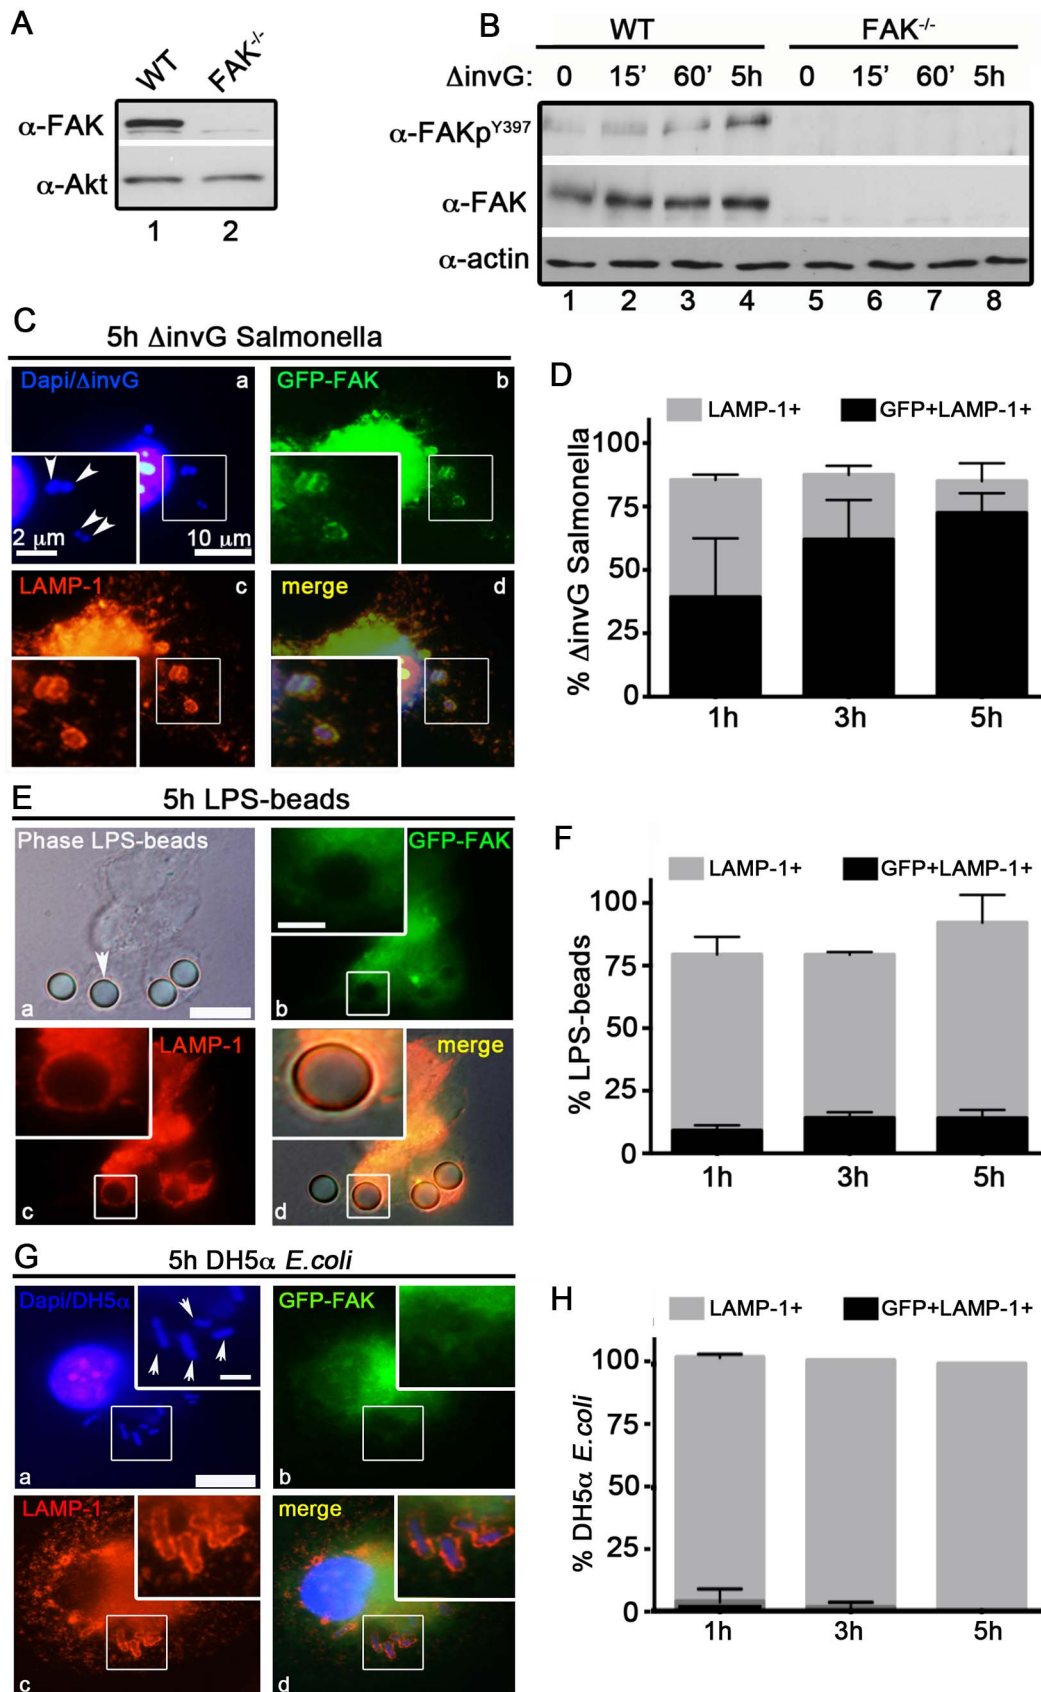 A
WT FAK-/-
α-FAK
α-Akt
1 2
B
WT FAK-/-
ΔinvG: 0 15’ 60’ 5h 0 15’ 60’ 5h
α-FAKpY397
α-FAK
α-actin
1 2 3 4 5 6 7 8
C
5h ΔinvG Salmonella
Dapi/ΔinvG a
2 μm 10 μm
GFP-FAK b
LAMP-1 c
merge d
D
LAMP-1+ GFP+LAMP-1+
% ΔinvG Salmonella
100
75
50
25
0
1h 3h 5h
E
5h LPS-beads
Phase LPS-beads
a
GFP-FAK
b
LAMP-1
c
merge
d
F
LAMP-1+ GFP+LAMP-1+
% LPS-beads
100
75
50
25
0
1h 3h 5h
G
5h DH5α E.coli
Dapi/DH5α
a
GFP-FAK
b
LAMP-1
c
merge
d
H
LAMP-1+ GFP+LAMP-1+
% DH5α E.coli
100
75
50
25
0
1h 3h 5h